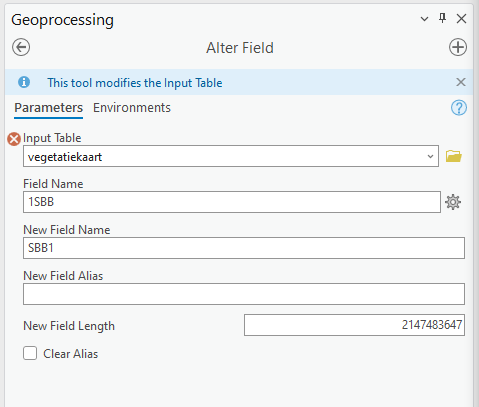 Geoprocessing
Alter Field
This tool modifies the Input Table
Parameters Environments
Input Table
vegetatiekaart
Field Name
1SBB
New Field Name
SBB1
New Field Alias
New Field Length 2147483647
Clear Alias